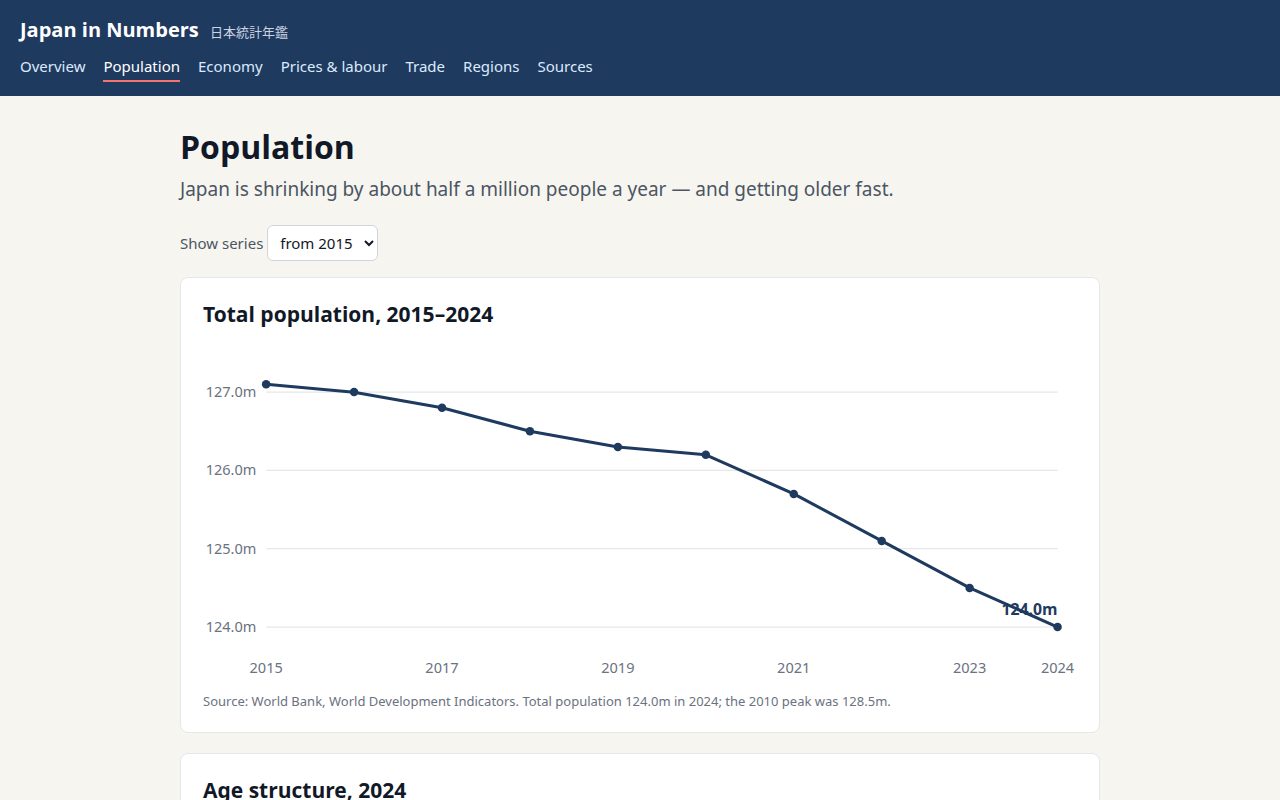 Japan in Numbers 日本統計年鑑
Overview Population Economy Prices & labour Trade Regions Sources
Population
Japan is shrinking by about half a million people a year — and getting older fast.
Show series from 2015
Total population, 2015–2024
127.0m
126.0m
125.0m
124.0m
124.0m
2015 2017 2019 2021 2023 2024
Source: World Bank, World Development Indicators. Total population 124.0m in 2024; the 2010 peak was 128.5m.
Age structure, 2024